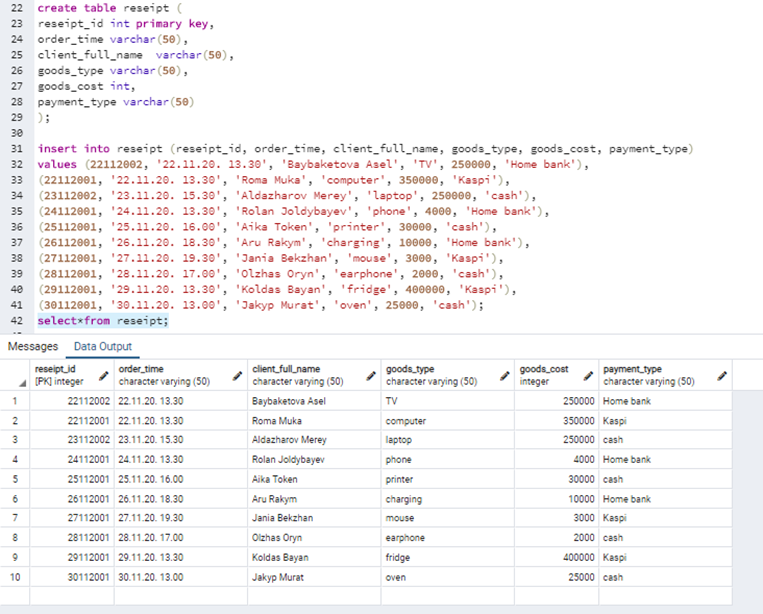 22 create table reseipt (
23 reseipt_id int primary key,
24 order_time varchar(50),
25 client_full_name  varchar(50),
26 goods_type varchar(50),
27 goods_cost int,
28 payment_type varchar(50)
29 );
30
31 insert into reseipt (reseipt_id, order_time, client_full_name, goods_type, goods_cost, payment_type)
32 values (22112002, '22.11.20. 13.30', 'Baybaketova Asel', 'TV', 250000, 'Home bank'),
33 (22112001, '22.11.20. 13.30', 'Roma Muka', 'computer', 350000, 'Kaspi'),
34 (23112002, '23.11.20. 15.30', 'Aldazharov Merey', 'laptop', 250000, 'cash'),
35 (24112001, '24.11.20. 13.30', 'Rolan Joldybayev', 'phone', 4000, 'Home bank'),
36 (25112001, '25.11.20. 16.00', 'Aika Token', 'printer', 30000, 'cash'),
37 (26112001, '26.11.20. 18.30', 'Aru Rakym', 'charging', 10000, 'Home bank'),
38 (27112001, '27.11.20. 19.30', 'Jania Bekzhan', 'mouse', 3000, 'Kaspi'),
39 (28112001, '28.11.20. 17.00', 'Olzhas Oryn', 'earphone', 2000, 'cash'),
40 (29112001, '29.11.20. 13.30', 'Koldas Bayan', 'fridge', 400000, 'Kaspi'),
41 (30112001, '30.11.20. 13.00', 'Jakyp Murat', 'oven', 25000, 'cash');
42 select*from reseipt;
Messages Data Output
reseipt_id order_time client_full_name goods_type goods_cost payment_type
[PK] integer character varying (50) character varying (50) character varying (50) integer character varying (50)
1 22112002 22.11.20. 13.30 Baybaketova Asel TV 250000 Home bank
2 22112001 22.11.20. 13.30 Roma Muka computer 350000 Kaspi
3 23112002 23.11.20. 15.30 Aldazharov Merey laptop 250000 cash
4 24112001 24.11.20. 13.30 Rolan Joldybayev phone 4000 Home bank
5 25112001 25.11.20. 16.00 Aika Token printer 30000 cash
6 26112001 26.11.20. 18.30 Aru Rakym charging 10000 Home bank
7 27112001 27.11.20. 19.30 Jania Bekzhan mouse 3000 Kaspi
8 28112001 28.11.20. 17.00 Olzhas Oryn earphone 2000 cash
9 29112001 29.11.20. 13.30 Koldas Bayan fridge 400000 Kaspi
10 30112001 30.11.20. 13.00 Jakyp Murat oven 25000 cash